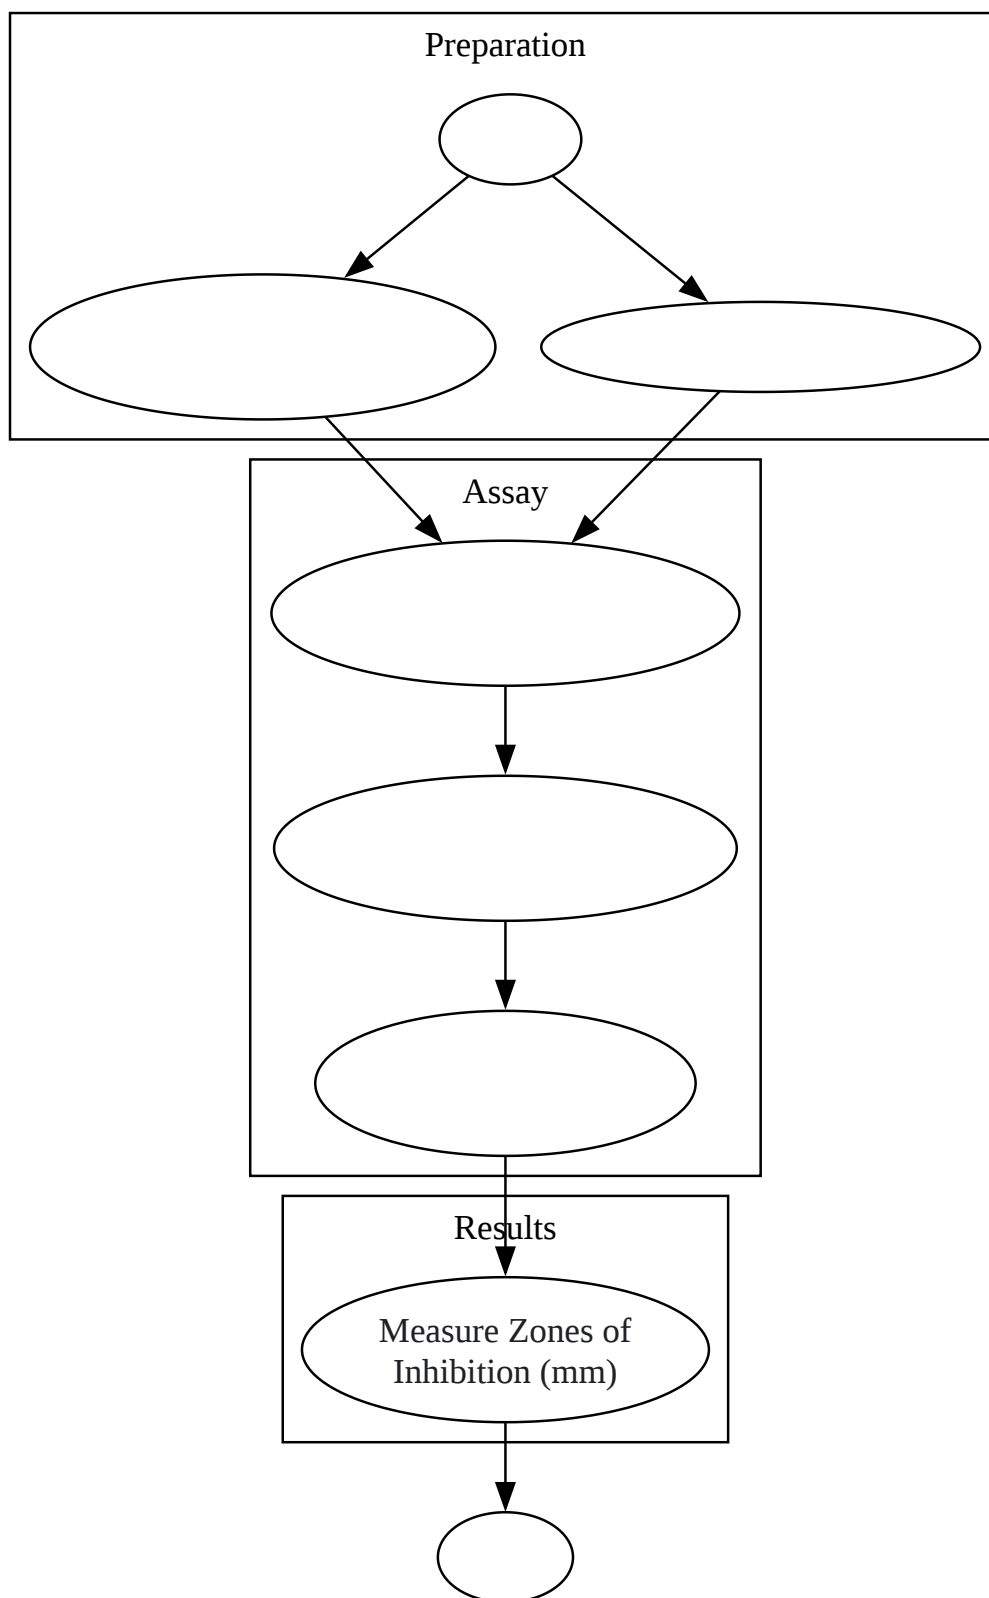 Preparation
Assay
Results
Measure Zones of
Inhibition (mm)